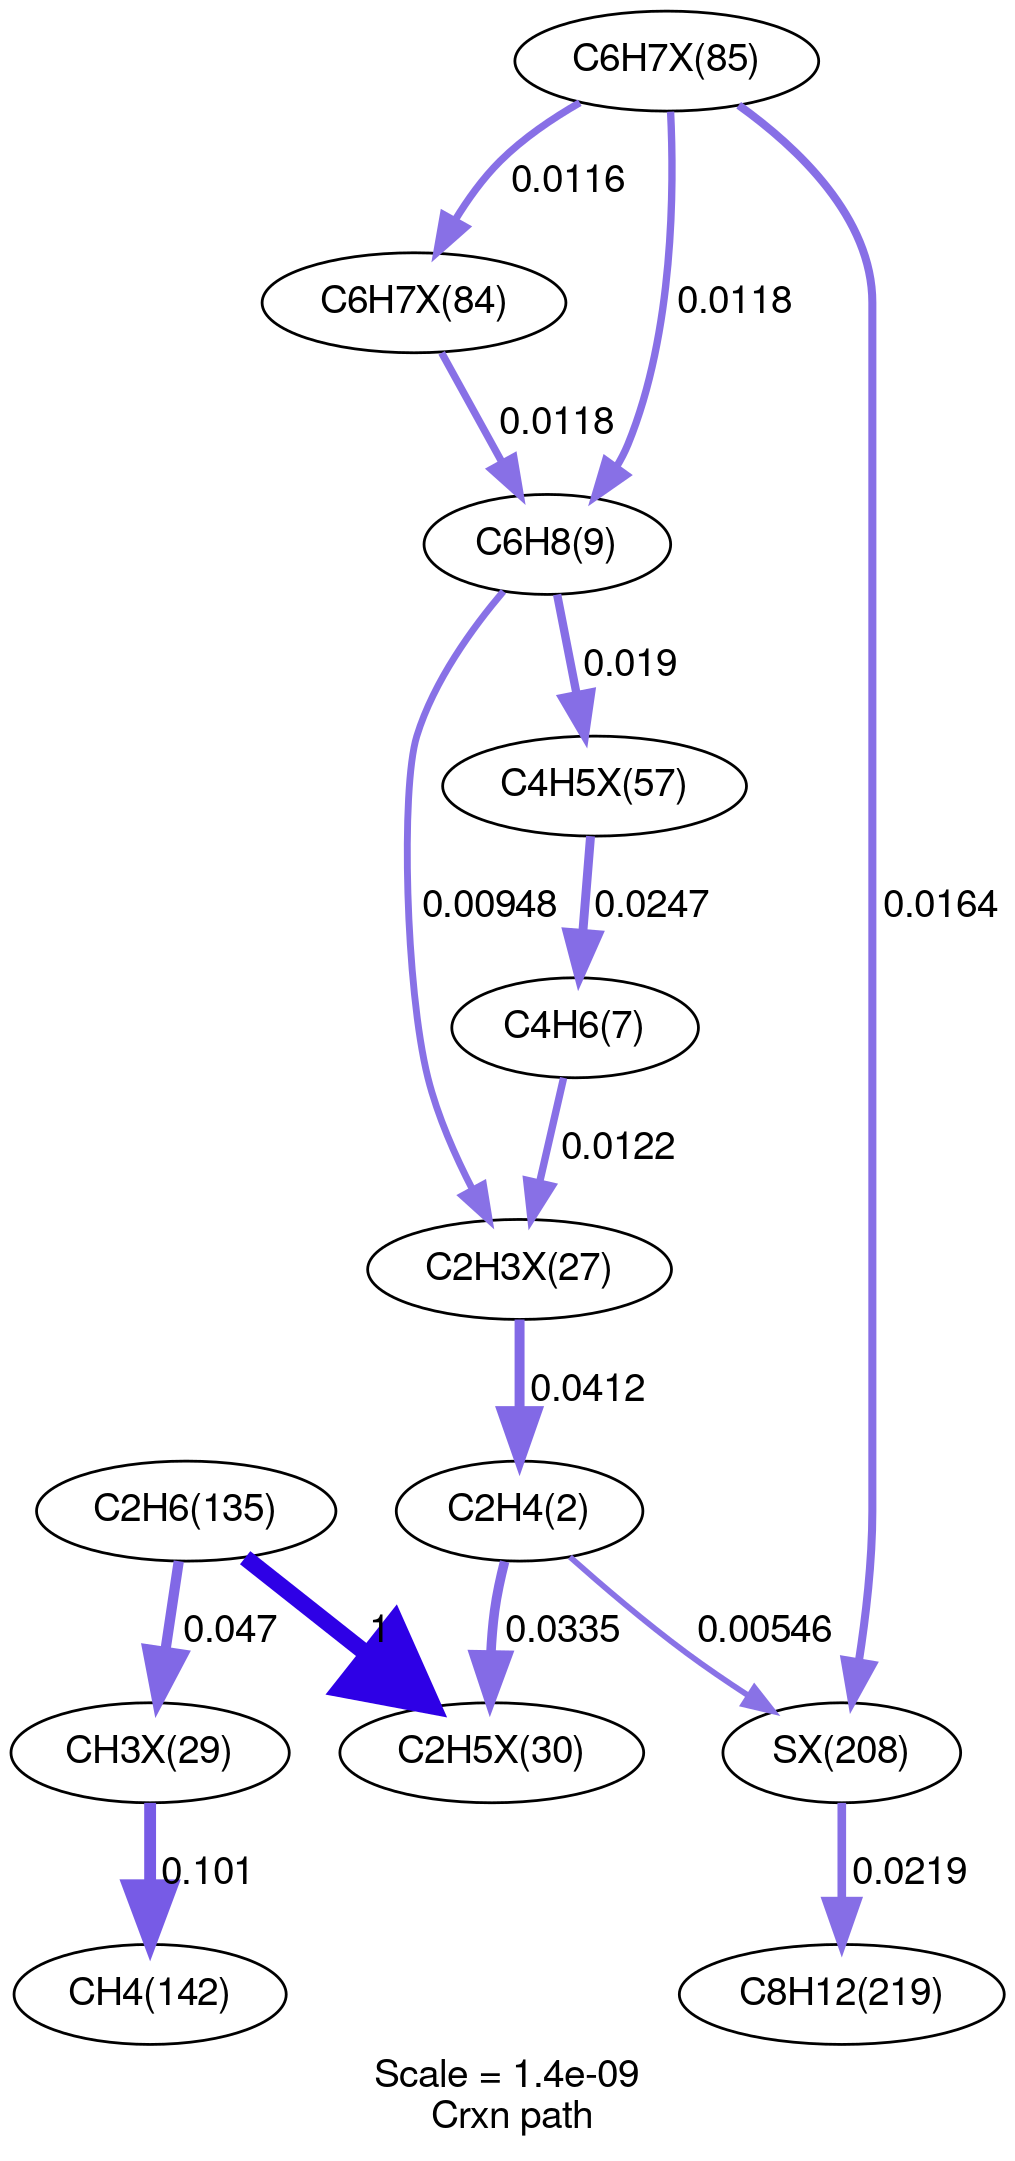 C6H7X(85)
0.0116
C6H7X(84)
0.0118
0.0118
C6H8(9)
0.019
C4H5X(57)
0.00948
0.0247
0.0164
C4H6(7)
0.0122
C2H3X(27)
0.0412
C2H6(135)
C2H4(2)
0.047
1
0.0335
0.00546
CH3X(29)
C2H5X(30)
SX(208)
0.101
0.0219
CH4(142)
C8H12(219)
Scale = 1.4e-09
Crxn path